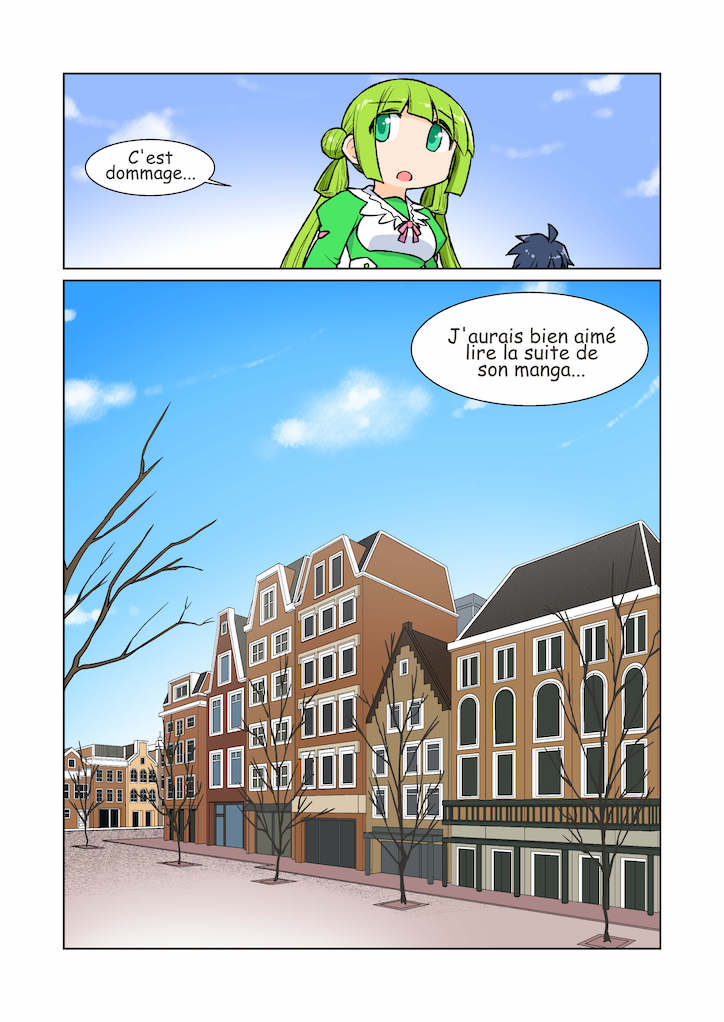 C'est
dommage...
J'aurais bien aimé
lire la suite de
son manga...